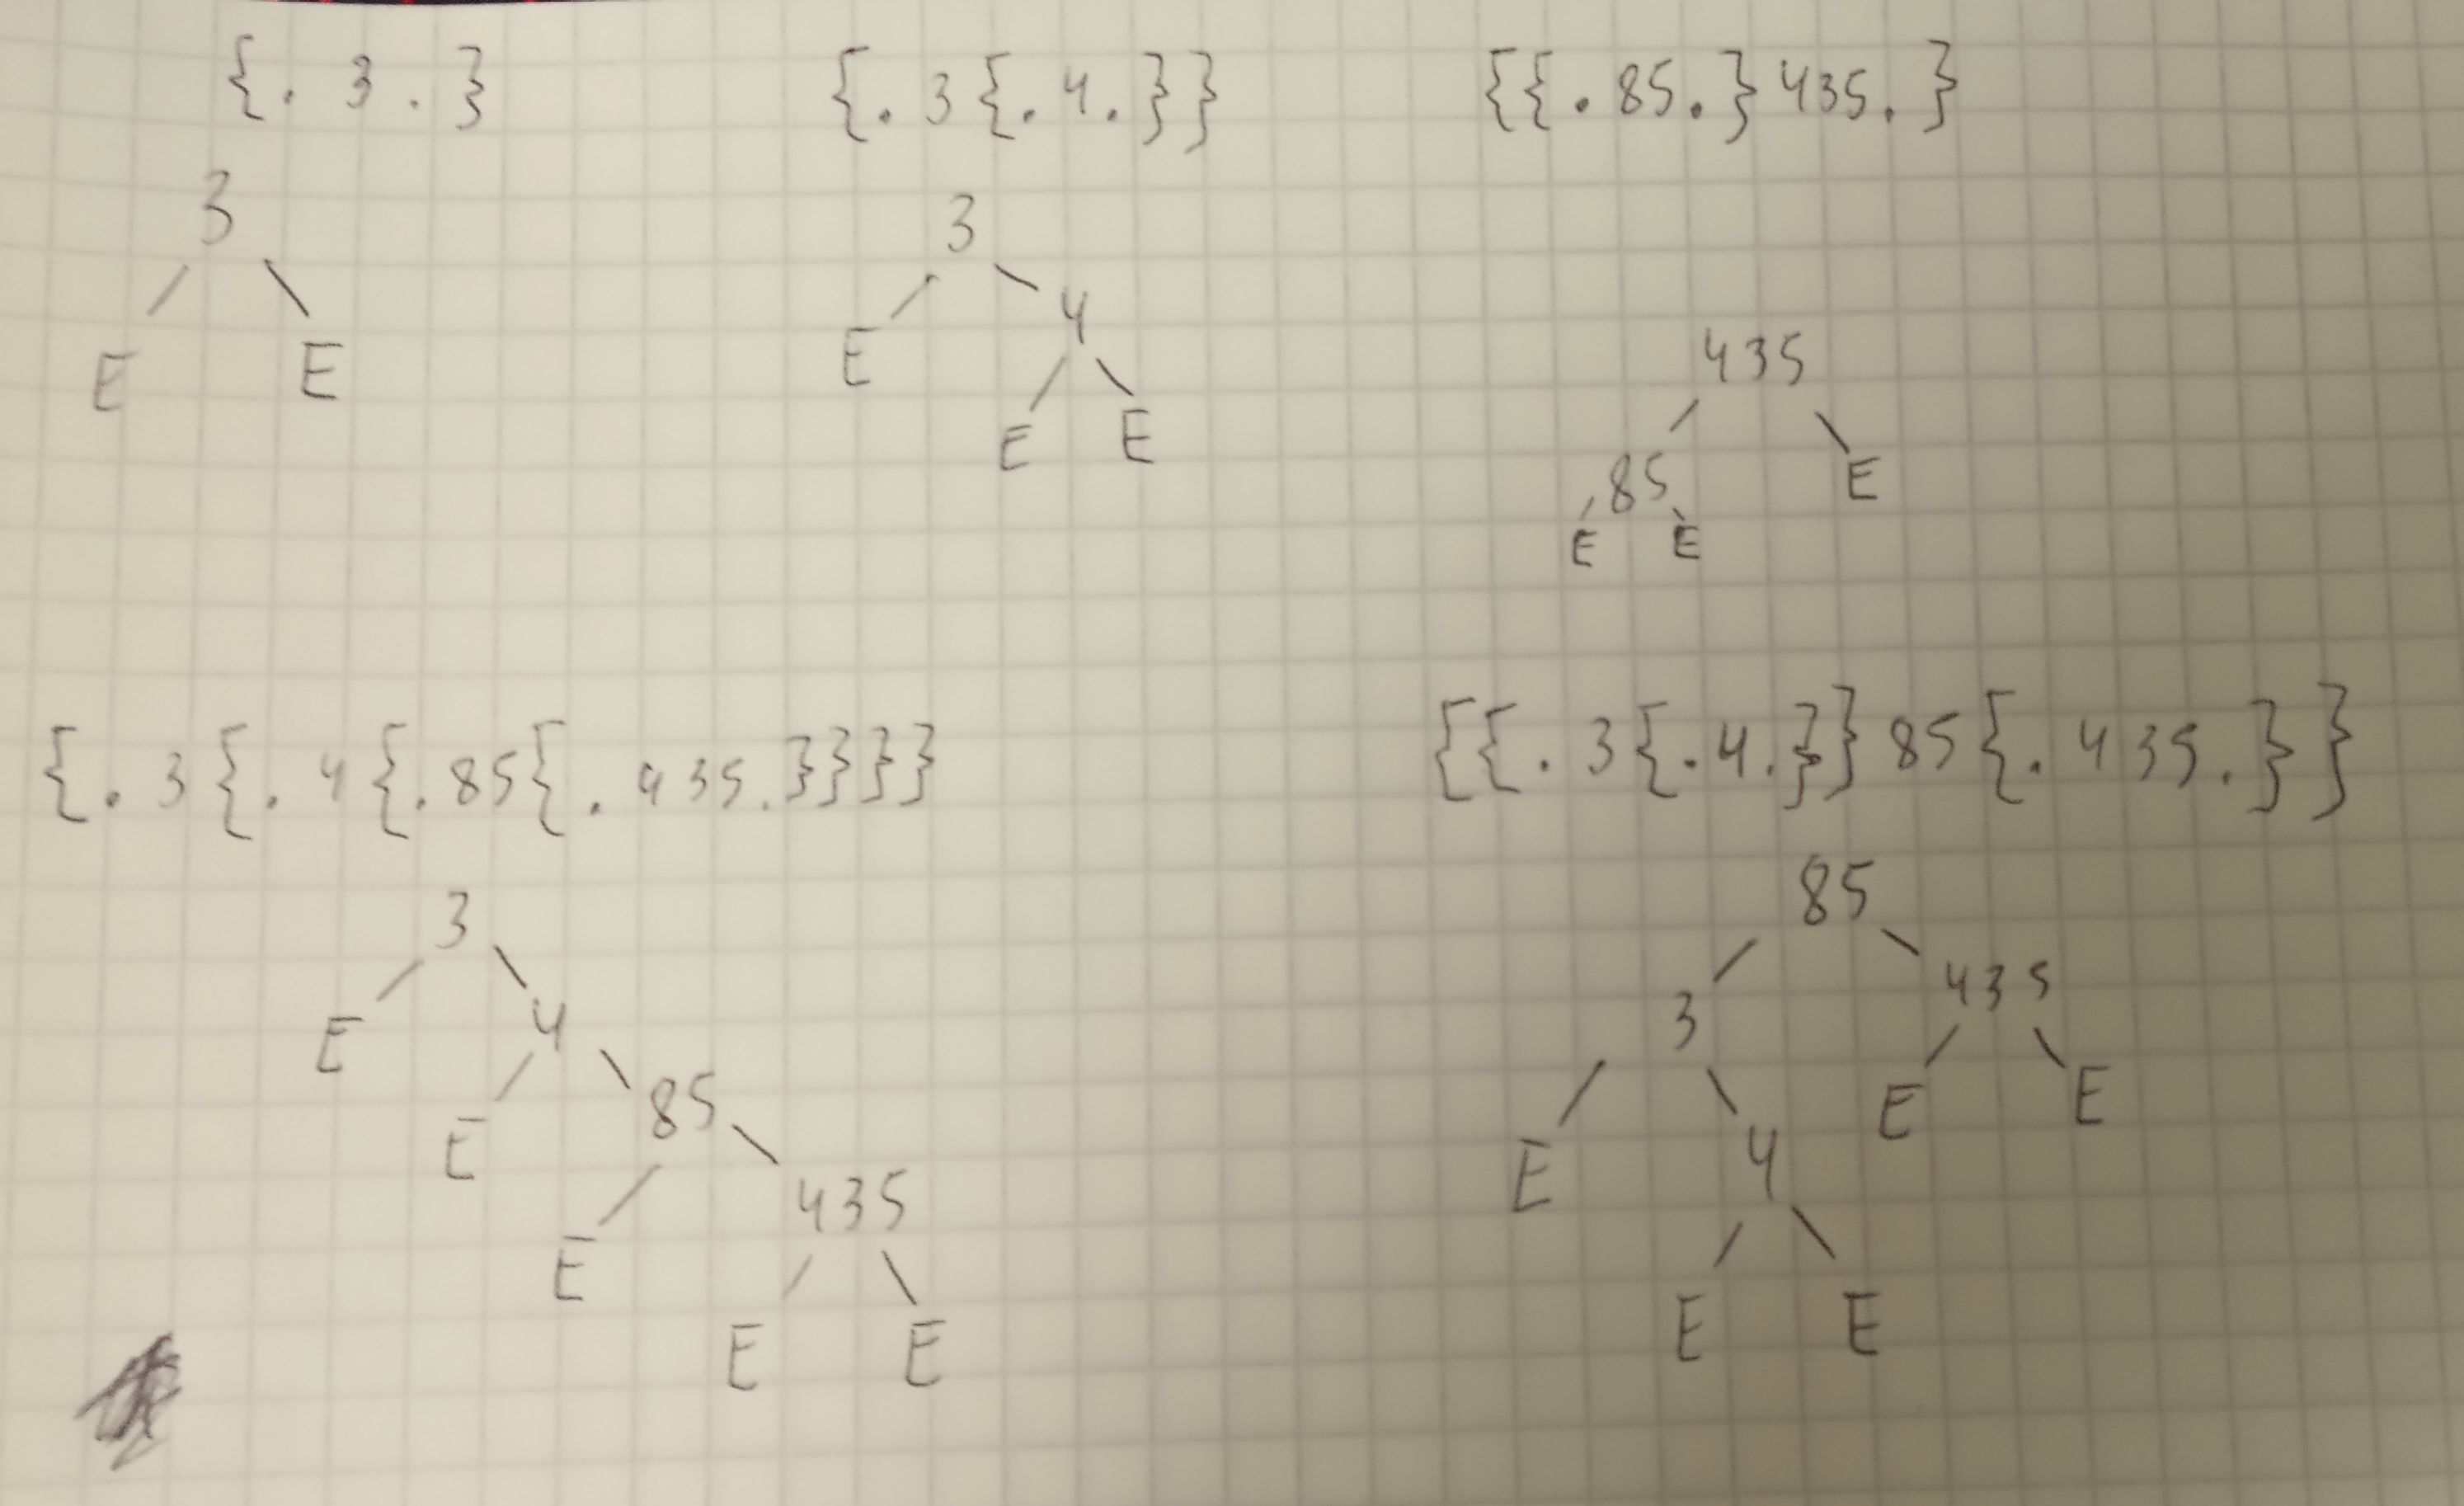 {. 3 . }
{. 3 {. 4 . }}
{{ . 85 . } 435 . }
3
E E
3
E 4
E E
435
85 E
E E
{. 3 {. 4 {. 85 {. 435 . }}}}
{{ . 3 {. 4 . }} 85 {. 435 . } }
3
E 4
E 85
E 435
E E
85
3 435
E 4 E E
E E